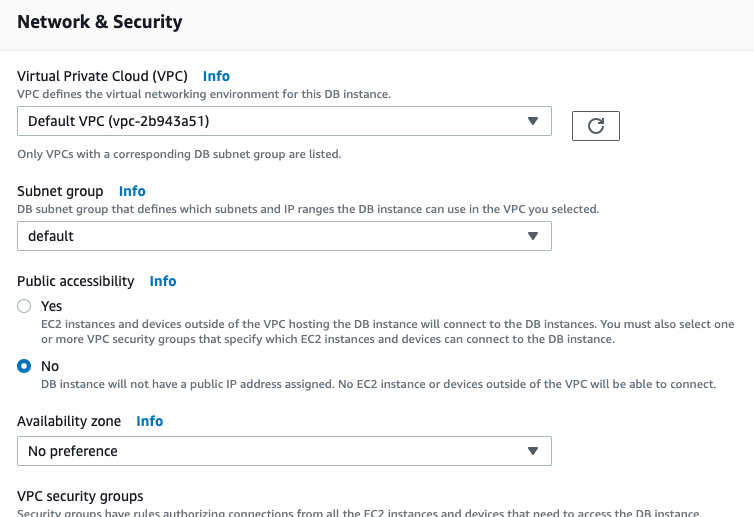 Network & Security
Virtual Private Cloud (VPC) Info
VPC defines the virtual networking environment for this DB instance.
Default VPC (vpc-2b943a51)
Only VPCs with a corresponding DB subnet group are listed.
Subnet group Info
DB subnet group that defines which subnets and IP ranges the DB instance can use in the VPC you selected.
default
Public accessibility Info
Yes
EC2 instances and devices outside of the VPC hosting the DB instance will connect to the DB instances. You must also select one
or more VPC security groups that specify which EC2 instances and devices can connect to the DB instance.
No
DB instance will not have a public IP address assigned. No EC2 instance or devices outside of the VPC will be able to connect.
Availability zone Info
No preference
VPC security groups
Security groups have rules authorizing connections from all the EC2 instances and devices that need to access the DB instance.